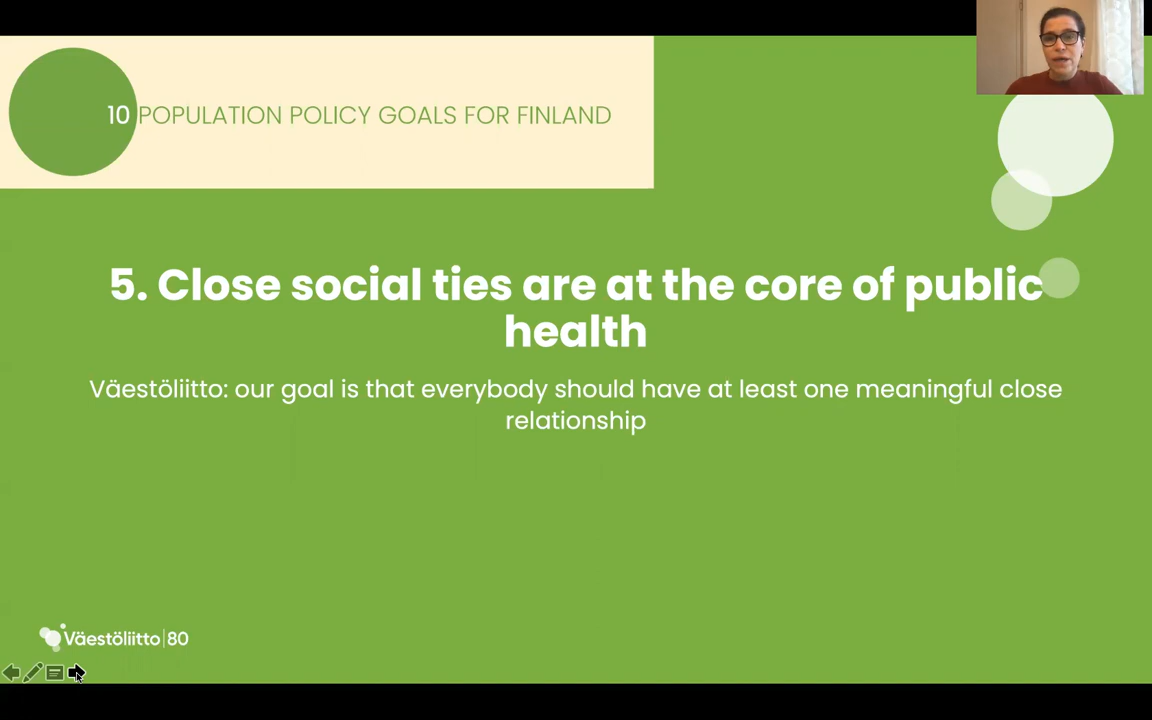 10 POPULATION POLICY GOALS FOR FINLAND
5. Close social ties are at the core of public
health
Väestöliitto: our goal is that everybody should have at least one meaningful close
relationship
Väestöliitto|80